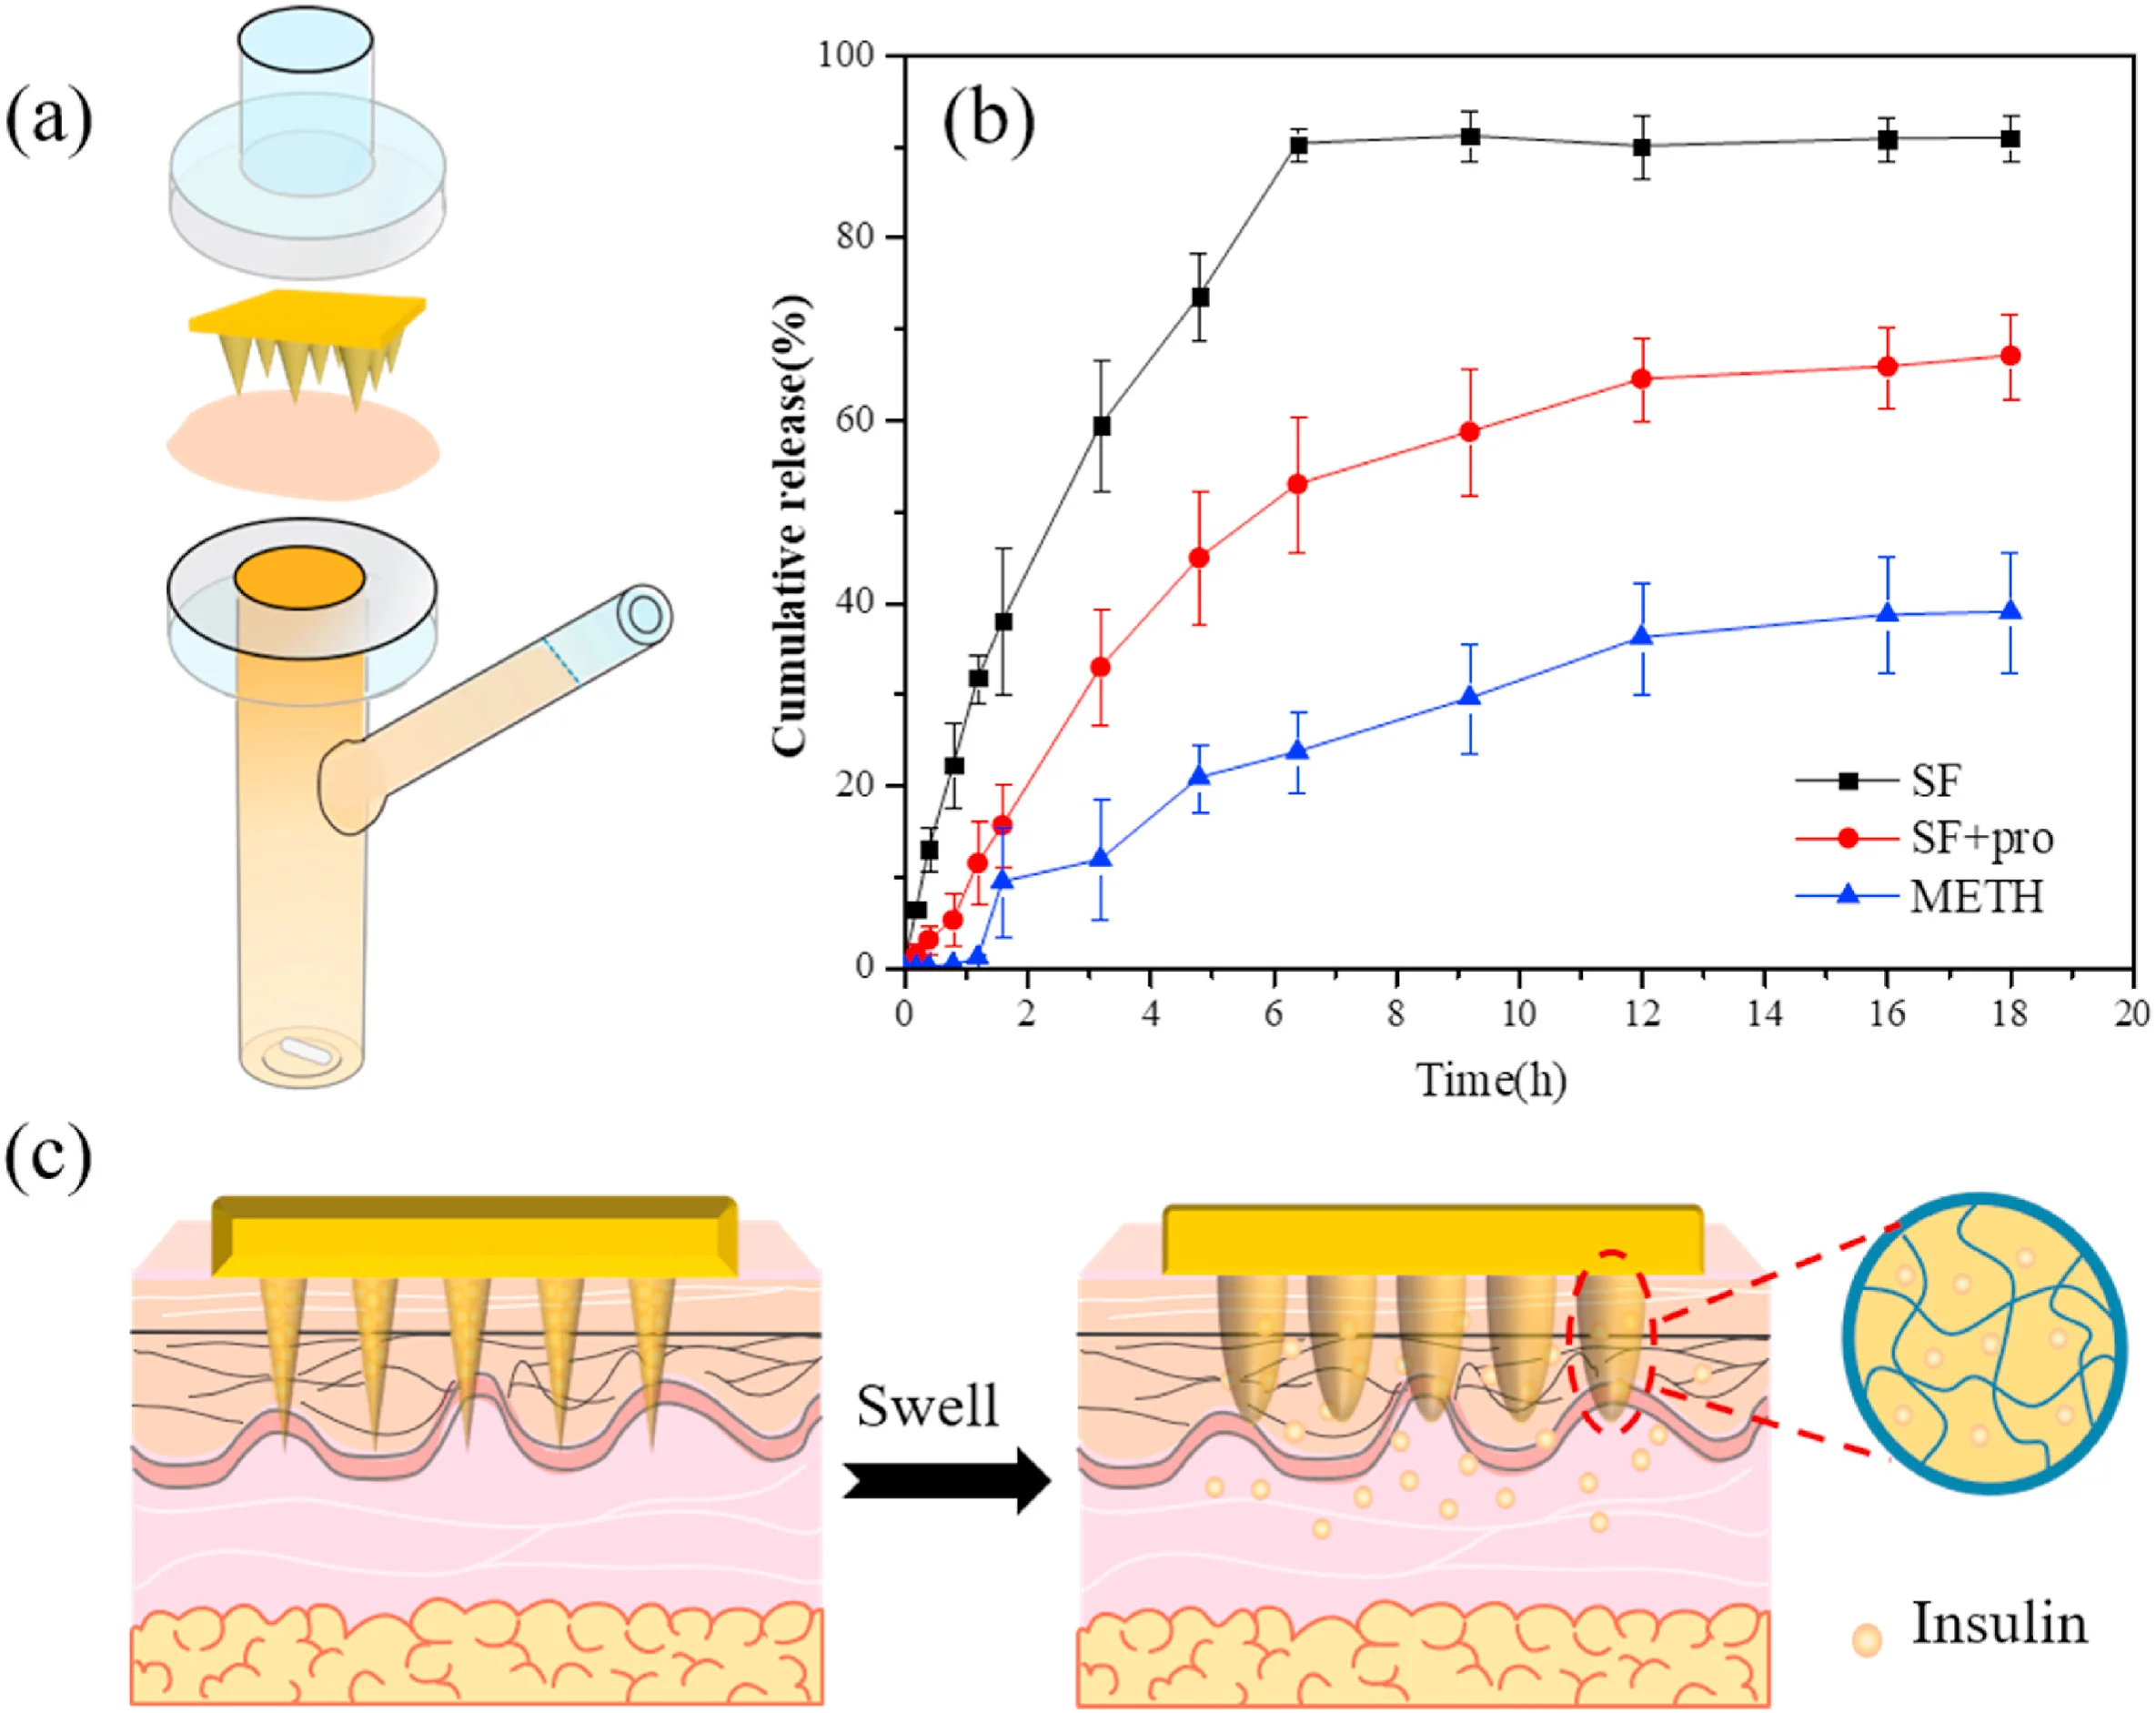 (a)
(b)
100
80
60
40
20
0
Cumulative release(%)
0 2 4 6 8 10 12 14 16 18 20
Time(h)
SF
SF+pro
METH
(c)
Swell
Insulin